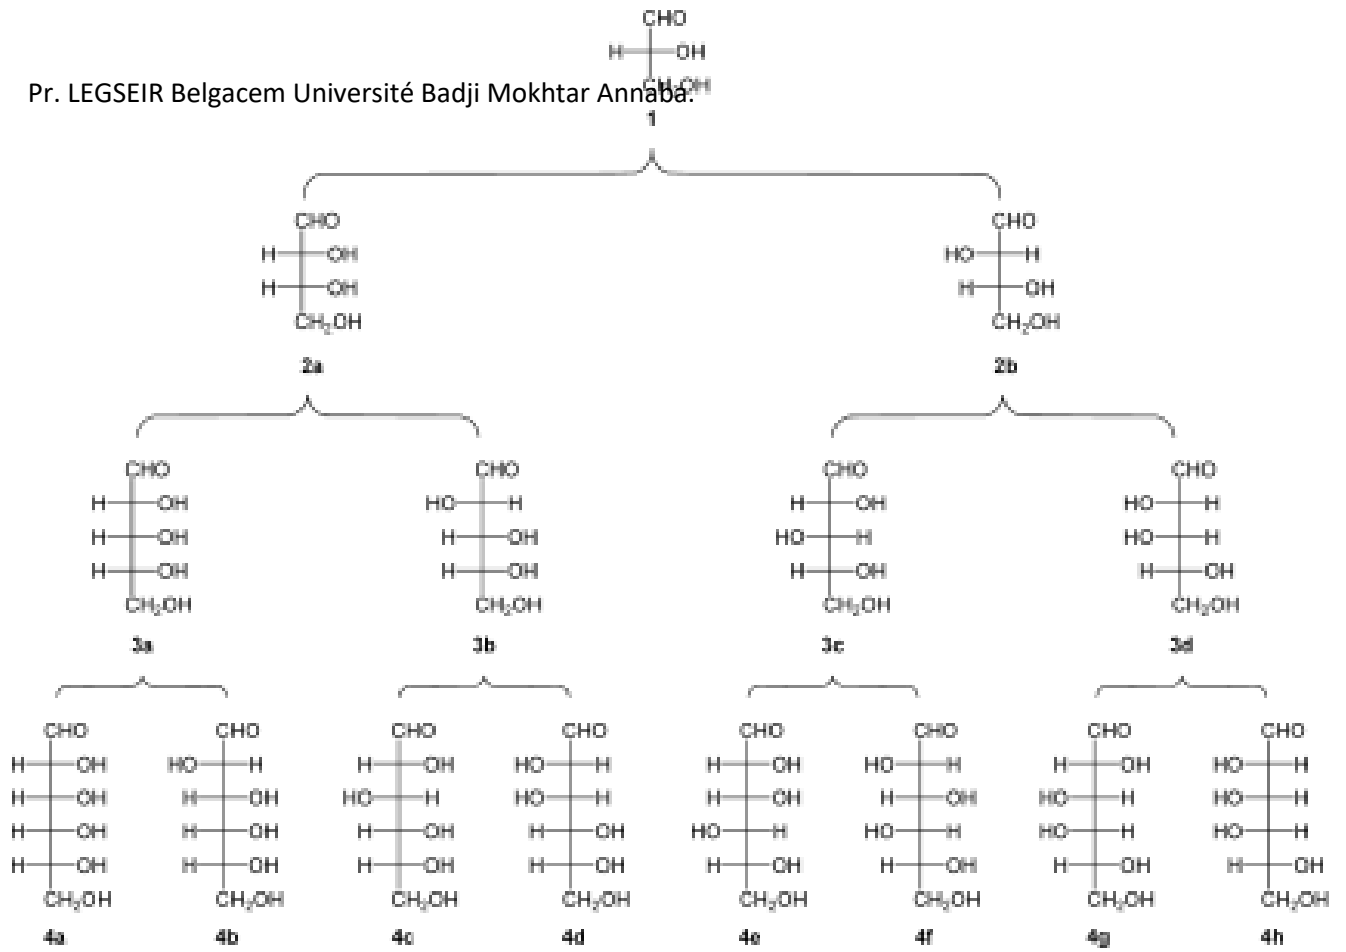 CHO
H OH
Pr. LEGSEIR Belgacem Université Badji Mokhtar Annaba.
CH2OH
1
CHO CHO
H OH HO H
H OH H OH
CH2OH CH2OH
2a 2b
CHO CHO CHO CHO
H OH HO H H OH HO H
H OH H OH HO H HO H
H OH H OH H OH H OH
CH2OH CH2OH CH2OH CH2OH
3a 3b 3c 3d
CHO CHO CHO CHO CHO CHO CHO CHO
H OH HO H H OH HO H H OH HO H H OH HO H
H OH H OH HO H HO H H OH H OH HO H HO H
H OH H OH H OH H OH HO H HO H HO H HO H
H OH H OH H OH H OH H OH H OH H OH H OH
CH2OH CH2OH CH2OH CH2OH CH2OH CH2OH CH2OH CH2OH
4a 4b 4c 4d 4e 4f 4g 4h